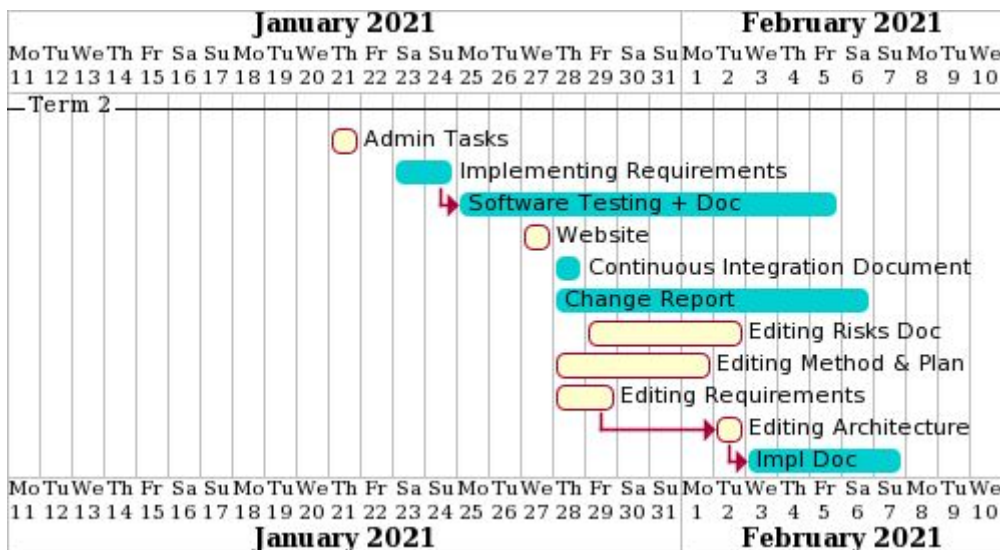 January 2021 February 2021
Mo Tu We Th Fr Sa Su Mo Tu We Th Fr Sa Su Mo Tu We Th Fr Sa Su Mo Tu We Th Fr Sa Su Mo Tu We
11 12 13 14 15 16 17 18 19 20 21 22 23 24 25 26 27 28 29 30 31 1 2 3 4 5 6 7 8 9 10
Term 2
Admin Tasks
Implementing Requirements
Software Testing + Doc
Website
Continuous Integration Document
Change Report
Editing Risks Doc
Editing Method & Plan
Editing Requirements
Editing Architecture
Impl Doc
Mo Tu We Th Fr Sa Su Mo Tu We Th Fr Sa Su Mo Tu We Th Fr Sa Su Mo Tu We Th Fr Sa Su Mo Tu We
11 12 13 14 15 16 17 18 19 20 21 22 23 24 25 26 27 28 29 30 31 1 2 3 4 5 6 7 8 9 10
January 2021 February 2021